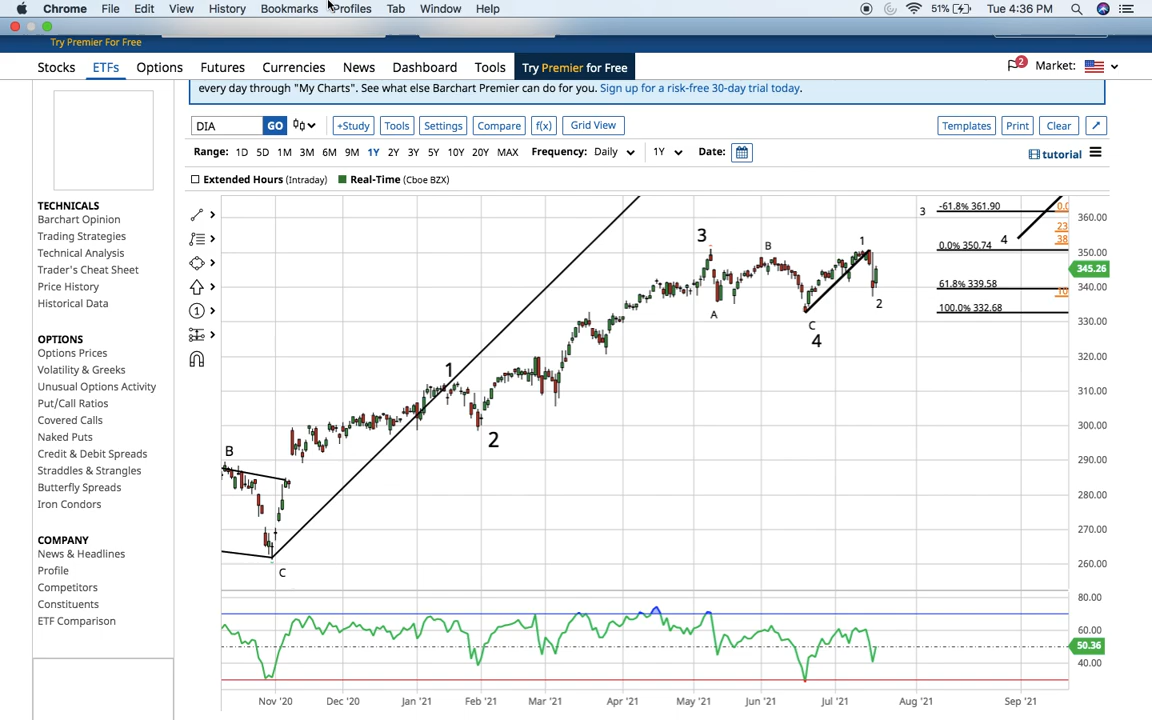 Chrome File Edit View History Bookmarks Profiles Tab Window Help 51% Tue 4:36 PM
Try Premier For Free
Stocks ETFs Options Futures Currencies News Dashboard Tools Try Premier for Free 2 Market:
every day through "My Charts". See what else Barchart Premier can do for you. Sign up for a risk-free 30-day trial today.
DIA GO +Study Tools Settings Compare f(x) Grid View Templates Print Clear
Range: 1D 5D 1M 3M 6M 9M 1Y 2Y 3Y 5Y 10Y 20Y MAX Frequency: Daily 1Y Date: tutorial
Extended Hours (Intraday) Real-Time (Cboe BZX)
TECHNICALS
Barchart Opinion
Trading Strategies
Technical Analysis
Trader's Cheat Sheet
Price History
Historical Data
OPTIONS
Options Prices
Volatility & Greeks
Unusual Options Activity
Put/Call Ratios
Covered Calls
Naked Puts
Credit & Debit Spreads
Straddles & Strangles
Butterfly Spreads
Iron Condors
COMPANY
News & Headlines
Profile
Competitors
Constituents
ETF Comparison
1
3 -61.8% 361.90 0.0
23
4 38
0.0% 350.74
61.8% 339.58
10
100.0% 332.68
3 B 1
A 2
C
4
1
2
B
C
360.00
350.00
345.26
340.00
330.00
320.00
310.00
300.00
290.00
280.00
270.00
260.00
80.00
60.00
50.36
40.00
Nov '20 Dec '20 Jan '21 Feb '21 Mar '21 Apr '21 May '21 Jun '21 Jul '21 Aug '21 Sep '21